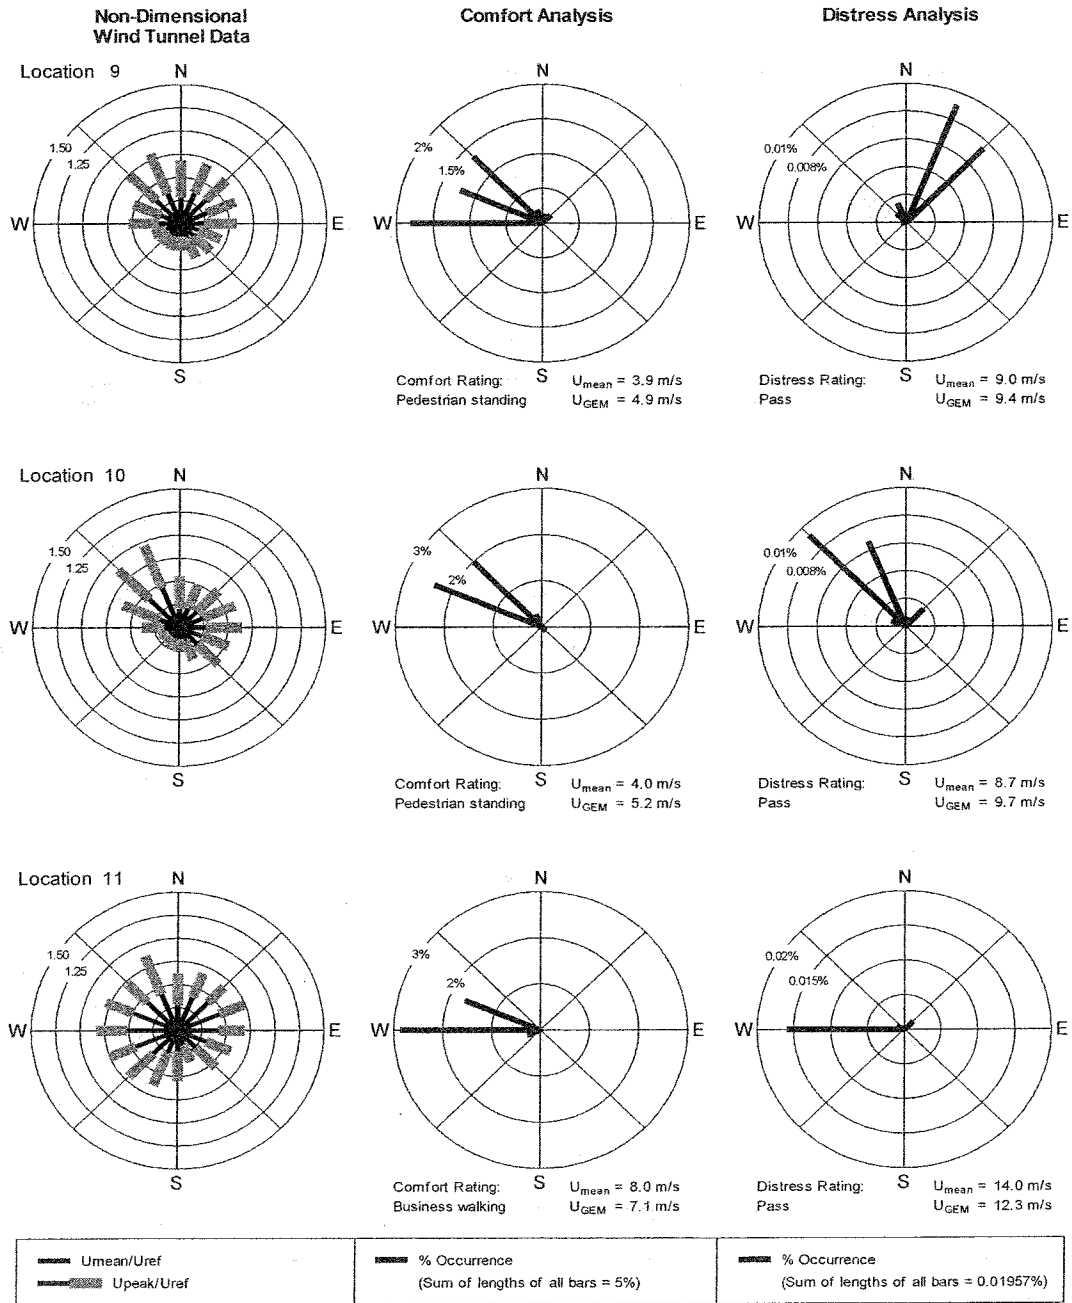 Non-Dimensional
Wind Tunnel Data
Comfort Analysis
Distress Analysis
Location 9
N
W
E
S
1.50
1.25
N
W
E
S
2%
1.5%
N
W
E
S
0.01%
0.008%
Comfort Rating:
Pedestrian standing
Umean = 3.9 m/s
UGEM = 4.9 m/s
Distress Rating:
Pass
Umean = 9.0 m/s
UGEM = 9.4 m/s
Location 10
N
W
E
S
1.50
1.25
N
W
E
S
3%
2%
N
W
E
S
0.01%
0.008%
Comfort Rating:
Pedestrian standing
Umean = 4.0 m/s
UGEM = 5.2 m/s
Distress Rating:
Pass
Umean = 8.7 m/s
UGEM = 9.7 m/s
Location 11
N
W
E
S
1.50
1.25
N
W
E
S
3%
2%
N
W
E
S
0.02%
0.015%
Comfort Rating:
Business walking
Umean = 8.0 m/s
UGEM = 7.1 m/s
Distress Rating:
Pass
Umean = 14.0 m/s
UGEM = 12.3 m/s
Umean/Uref
Upeak/Uref
% Occurrence
(Sum of lengths of all bars = 5%)
% Occurrence
(Sum of lengths of all bars = 0.01957%)